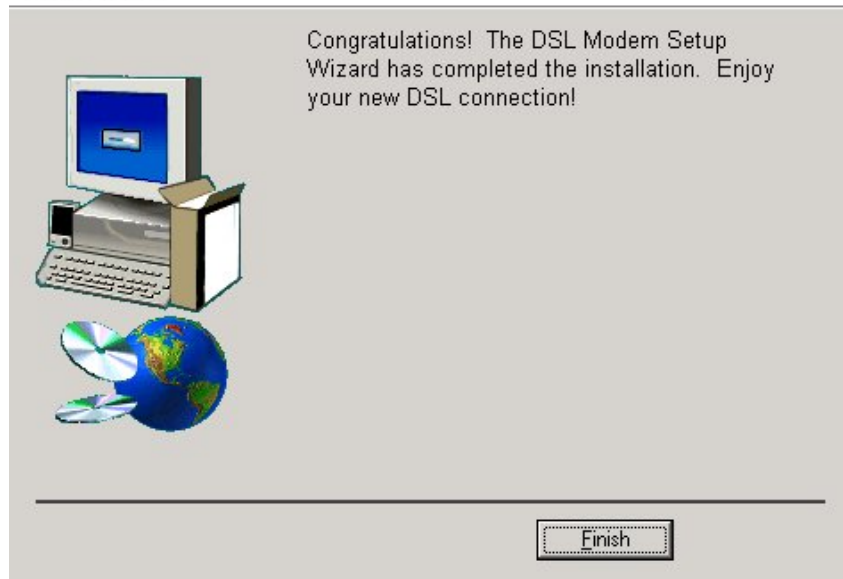 Congratulations! The DSL Modem Setup
Wizard has completed the installation. Enjoy
your new DSL connection!
Finish